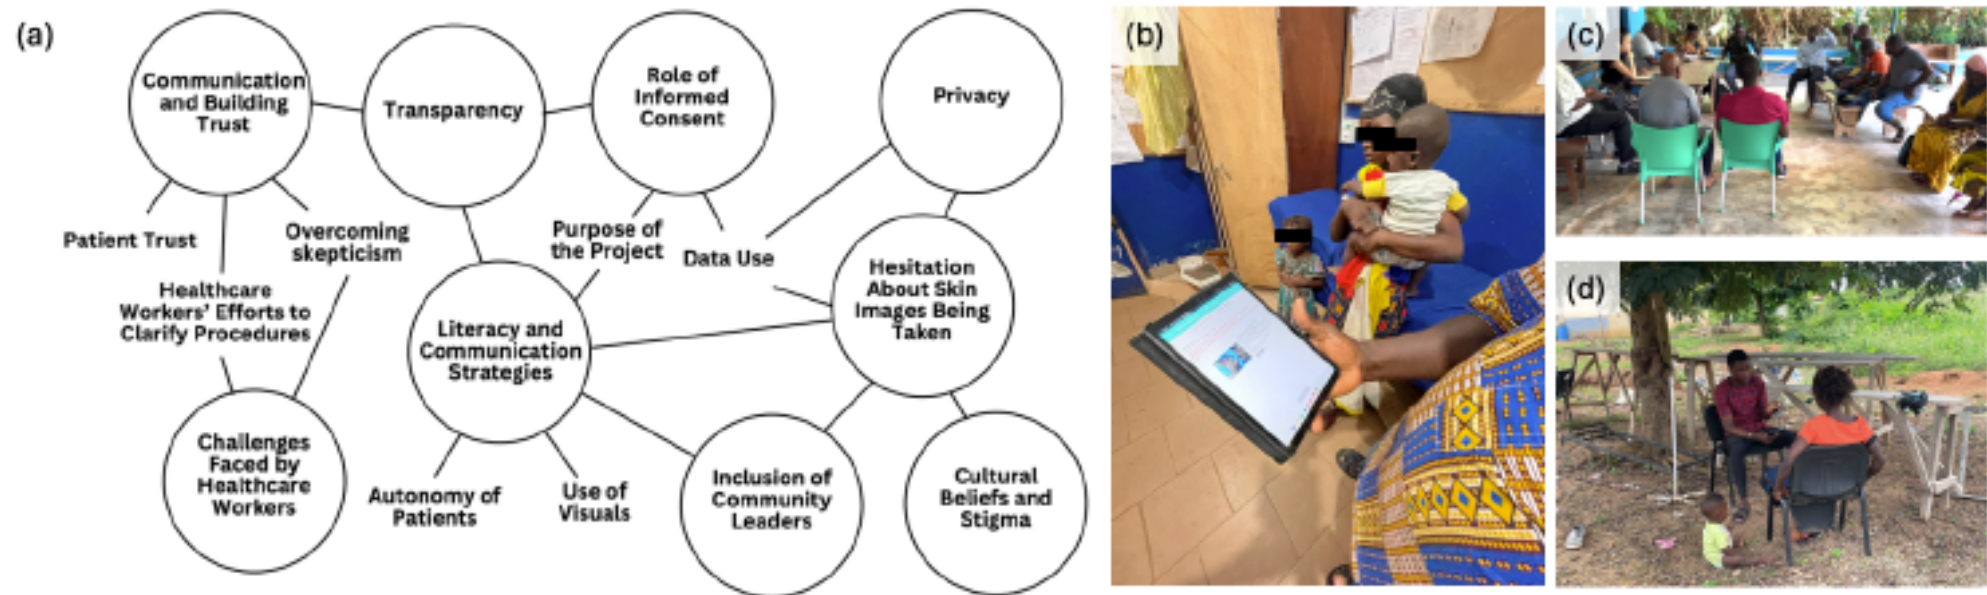 (a)
Communication
and Building
Trust
Transparency
Role of
Informed
Consent
Privacy
Patient Trust
Overcoming
skepticism
Purpose of
the Project
Data Use
Healthcare
Workers' Efforts to
Clarify Procedures
Literacy and
Communication
Strategies
Hesitation
About Skin
Images Being
Taken
Challenges
Faced by
Healthcare
Workers
Autonomy of
Patients
Use of
Visuals
Inclusion of
Community
Leaders
Cultural
Beliefs and
Stigma
(b)
(c)
(d)